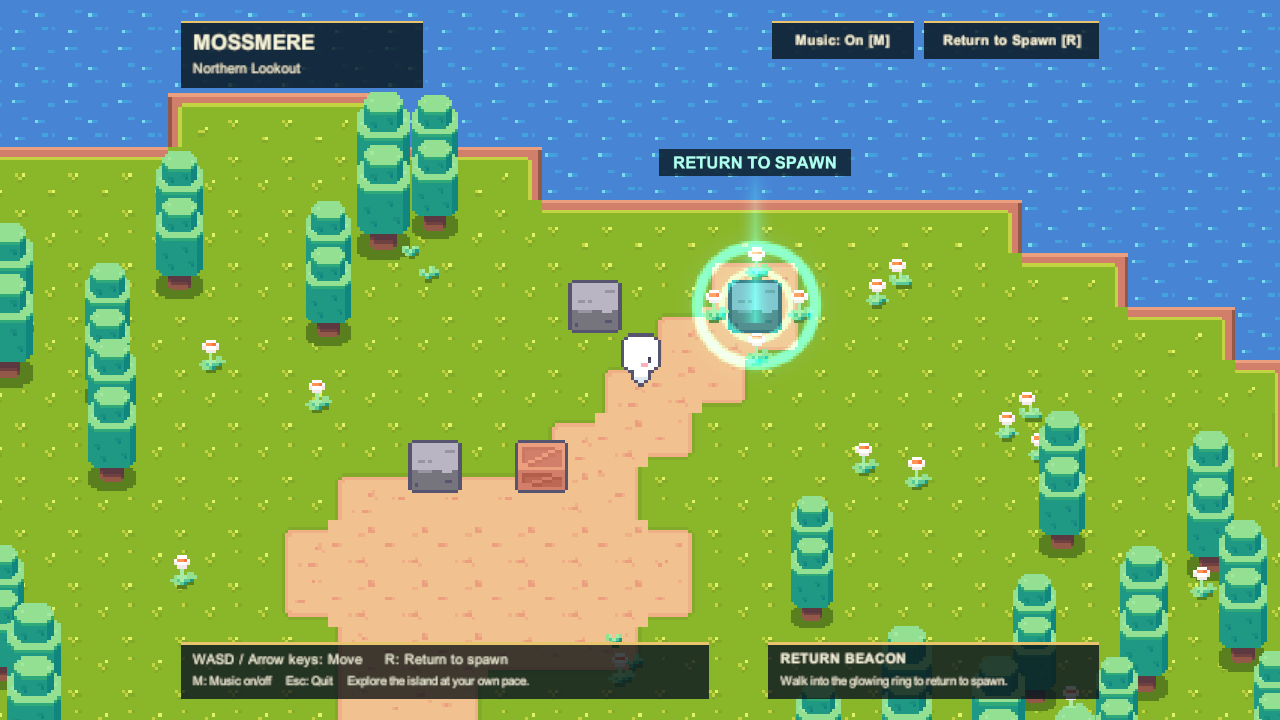 MOSSMERE
Northern Lookout
Music: On [M]
Return to Spawn [R]
RETURN TO SPAWN
WASD / Arrow keys: Move R: Return to spawn
M: Music on/off Esc: Quit Explore the island at your own pace.
RETURN BEACON
Walk into the glowing ring to return to spawn.